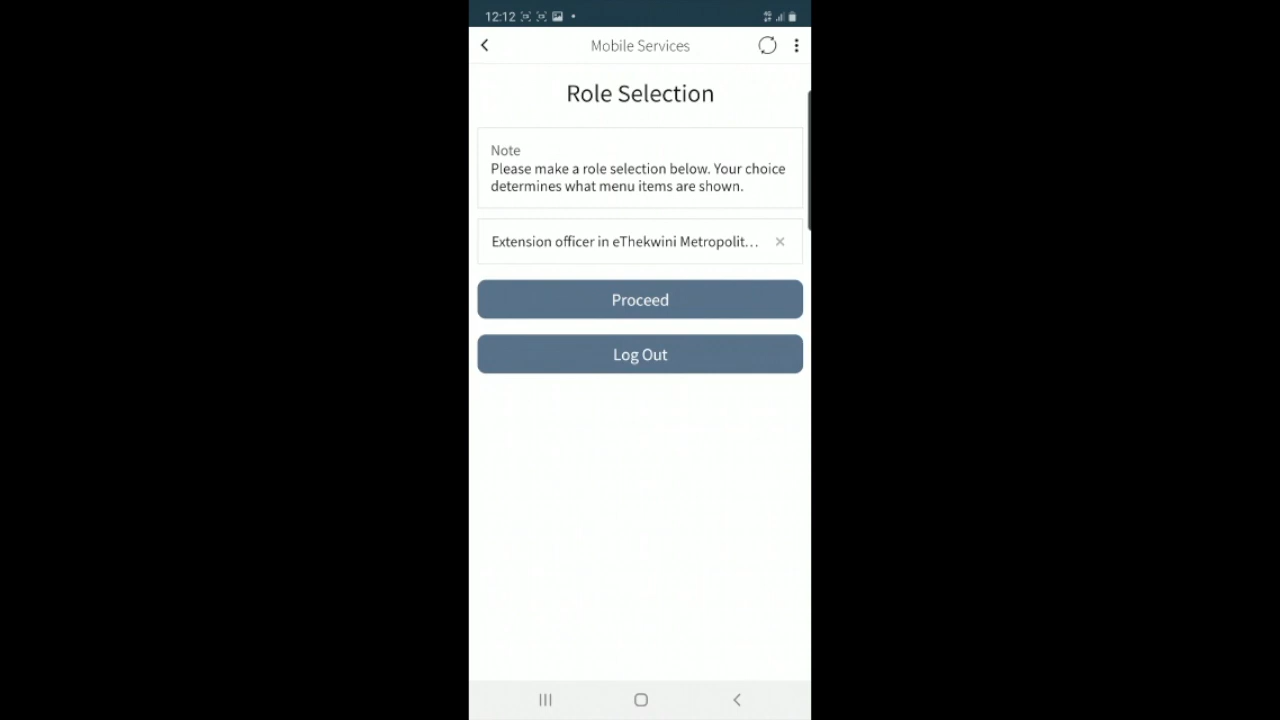 12:12
Mobile Services
Role Selection
Note
Please make a role selection below. Your choice
determines what menu items are shown.
Extension officer in eThekwini Metropolit...
Proceed
Log Out